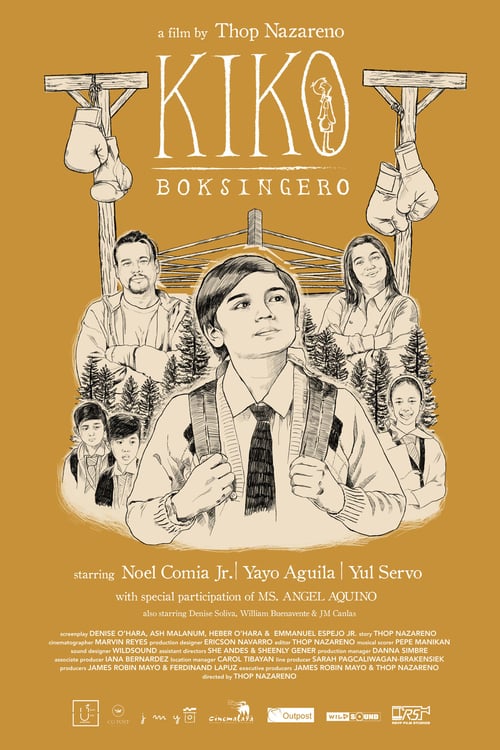 a film by Thop Nazareno
KIKO
BOKSINGERO
starring Noel Comia Jr. | Yayo Aguila | Yul Servo
with special participation of MS. ANGEL AQUINO
also starring Denise Soliva, William Buenavente & JM Canlas
screenplay DENISE O'HARA, ASH MALANUM, HEBER O'HARA & EMMANUEL ESPEJO JR. story THOP NAZARENO
cinematographer MARVIN REYES production designer ERICSON NAVARRO editor THOP NAZARENO musical scorer PEPE MANIKAN
sound designer WILDSOUND assistant directors SHE ANDES & SHEENLY GENER production manager DANNA SIMBRE
associate producer IANA BERNARDEZ location manager CAROL TIBAYAN line producer SARAH PAGCALIWAGAN-BRAKENSIEK
producers JAMES ROBIN MAYO & FERDINAND LAPUZ executive producers JAMES ROBIN MAYO & THOP NAZARENO
directed by THOP NAZARENO
CUTPOST
jmyō
cinemalaya
Outpost
WILD SOUND